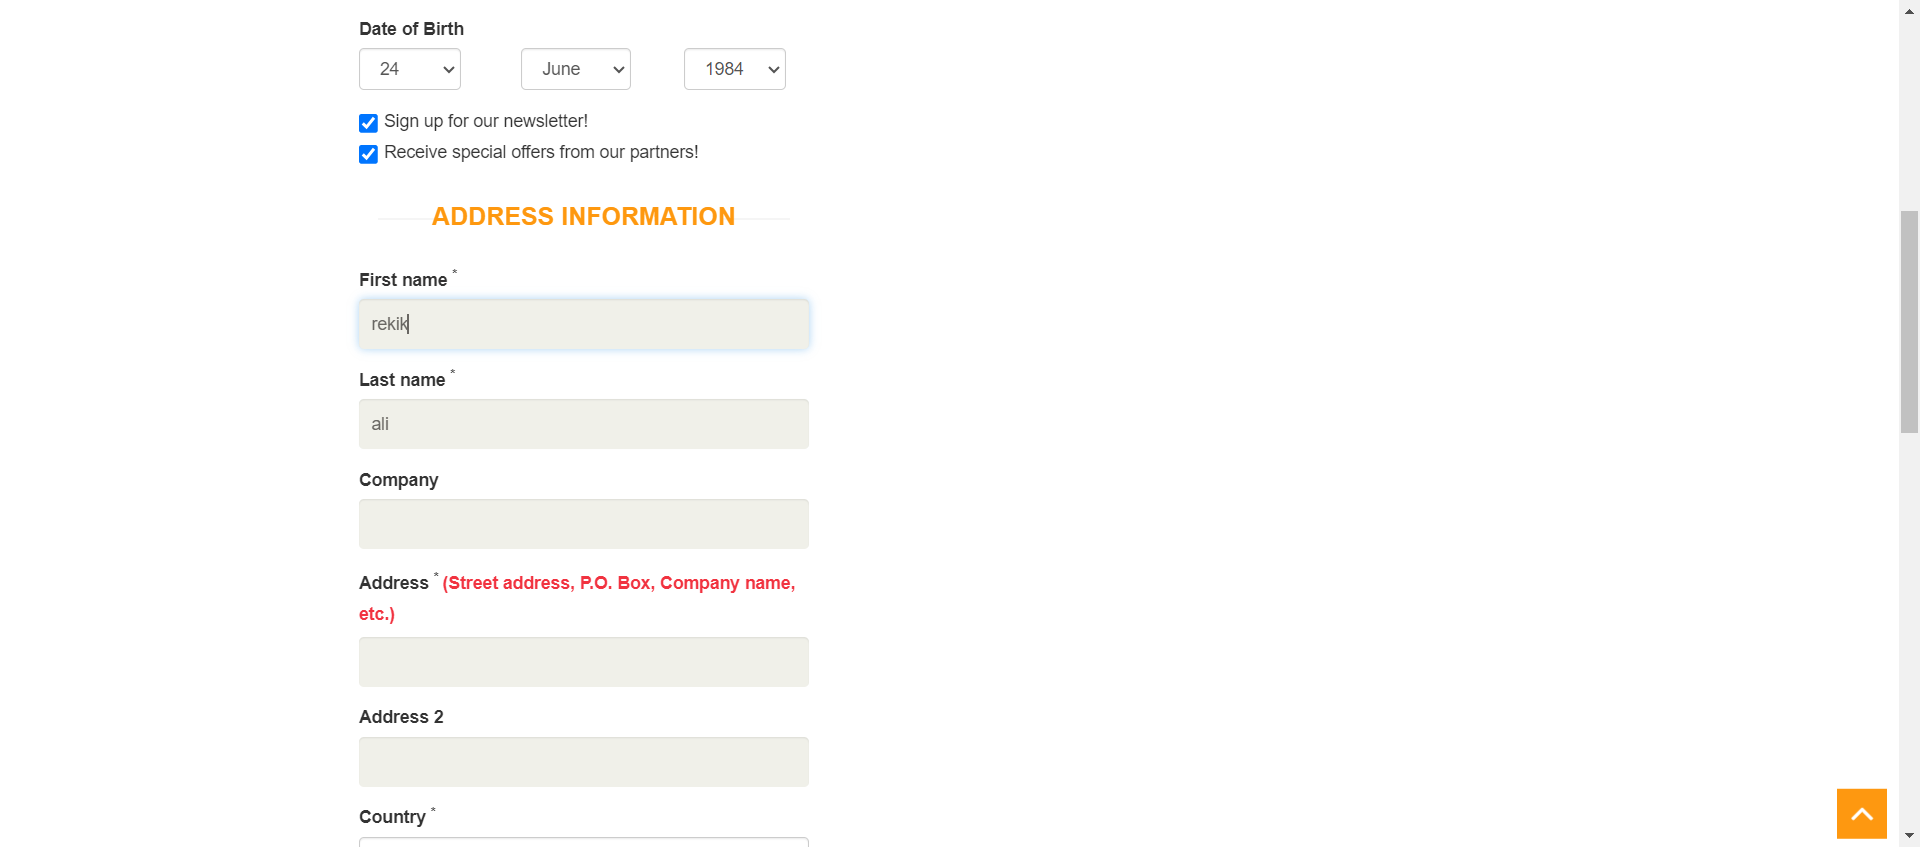 Date of Birth
24 June 1984
Sign up for our newsletter!
Receive special offers from our partners!
ADDRESS INFORMATION
First name *
rekik
Last name *
ali
Company
Address * (Street address, P.O. Box, Company name,
etc.)
Address 2
Country *